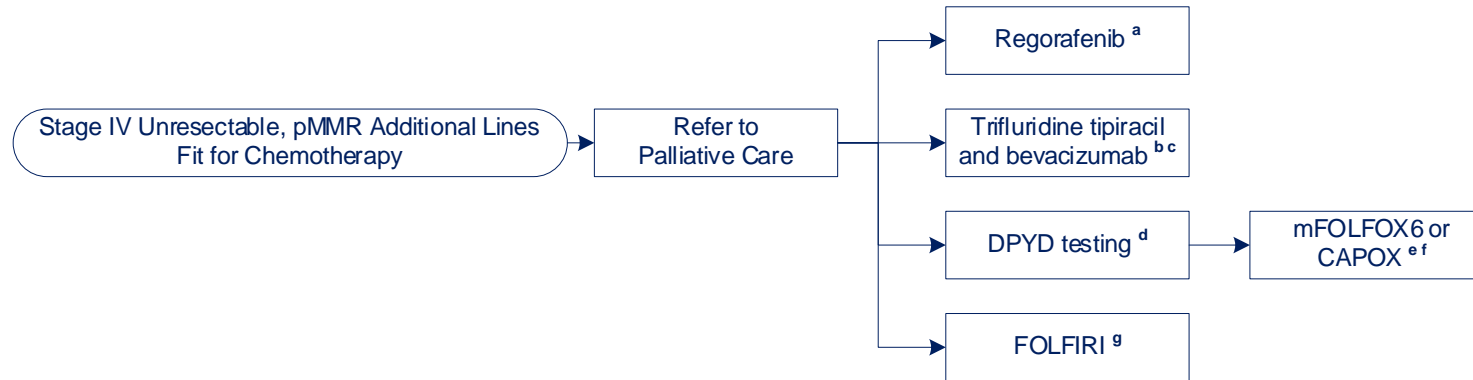 Stage IV Unresectable, pMMR Additional Lines
Fit for Chemotherapy
Refer to
Palliative Care
Regorafenib a
Trifluridine tipiracil
and bevacizumab b c
DPYD testing d
mFOLFOX6 or
CAPOX e f
FOLFIRI g